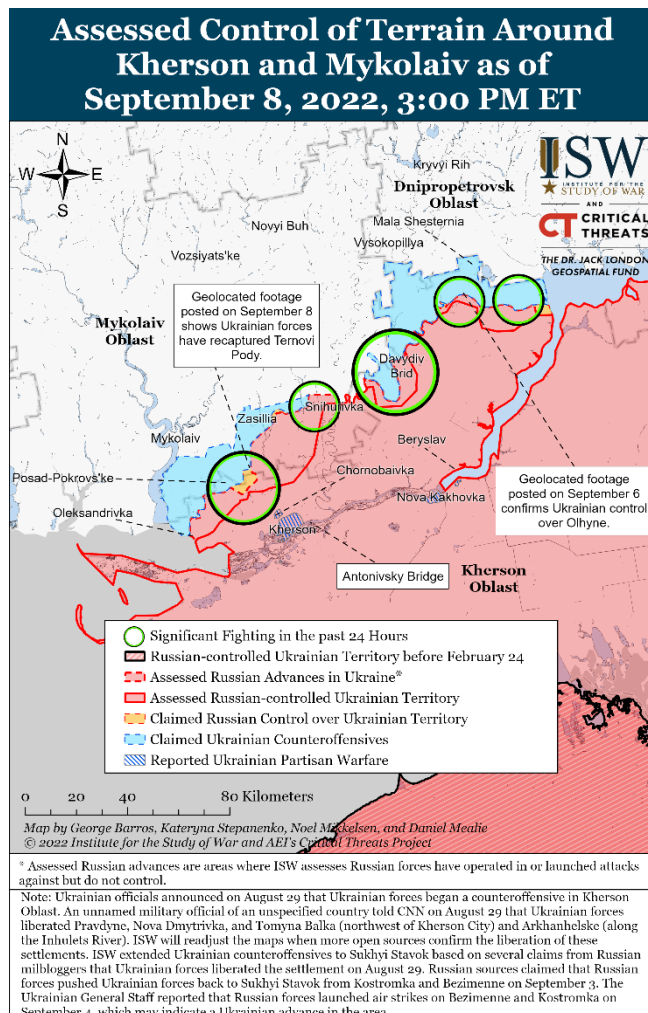 Assessed Control of Terrain Around
Kherson and Mykolaiv as of
September 8, 2022, 3:00 PM ET
N
W E
S
ISW
INSTITUTE FOR THE
STUDY OF WAR
AND
CT CRITICAL
THREATS
THE DR. JACK LONDON
GEOSPATIAL FUND
Kryvyi Rih
Dnipropetrovsk
Oblast
Mala Shesternia
Novyi Buh
Vysokopillya
Vozsiyats'ke
Geolocated footage
posted on September 8
shows Ukrainian forces
have recaptured Ternovi
Pody.
Mykolaiv
Oblast
Davydiv
Brid
Snihurivka
Zasillia
Mykolaiv
Beryslav
Chornobaivka
Posad-Pokrovs'ke
Nova Kakhovka
Geolocated footage
posted on September 6
confirms Ukrainian control
over Olhyne.
Oleksandrivka
Kherson
Antonivsky Bridge
Kherson
Oblast
Significant Fighting in the past 24 Hours
Russian-controlled Ukrainian Territory before February 24
Assessed Russian Advances in Ukraine*
Assessed Russian-controlled Ukrainian Territory
Claimed Russian Control over Ukrainian Territory
Claimed Ukrainian Counteroffensives
Reported Ukrainian Partisan Warfare
0 20 40 80 Kilometers
Map by George Barros, Kateryna Stepanenko, Noel Mikkelsen, and Daniel Mealie
© 2022 Institute for the Study of War and AEI's Critical Threats Project
* Assessed Russian advances are areas where ISW assesses Russian forces have operated in or launched attacks
against but do not control.
Note: Ukrainian officials announced on August 29 that Ukrainian forces began a counteroffensive in Kherson
Oblast. An unnamed military official of an unspecified country told CNN on August 29 that Ukrainian forces
liberated Pravdyne, Nova Dmytrivka, and Tomyna Balka (northwest of Kherson City) and Arkhanhelske (along
the Inhulets River). ISW will readjust the maps when more open sources confirm the liberation of these
settlements. ISW extended Ukrainian counteroffensives to Sukhyi Stavok based on several claims from Russian
milbloggers that Ukrainian forces liberated the settlement on August 29. Russian sources claimed that Russian
forces pushed Ukrainian forces back to Sukhyi Stavok from Kostromka and Bezimenne on September 3. The
Ukrainian General Staff reported that Russian forces launched air strikes on Bezimenne and Kostromka on
September 4, which may indicate a Ukrainian advance in the area.